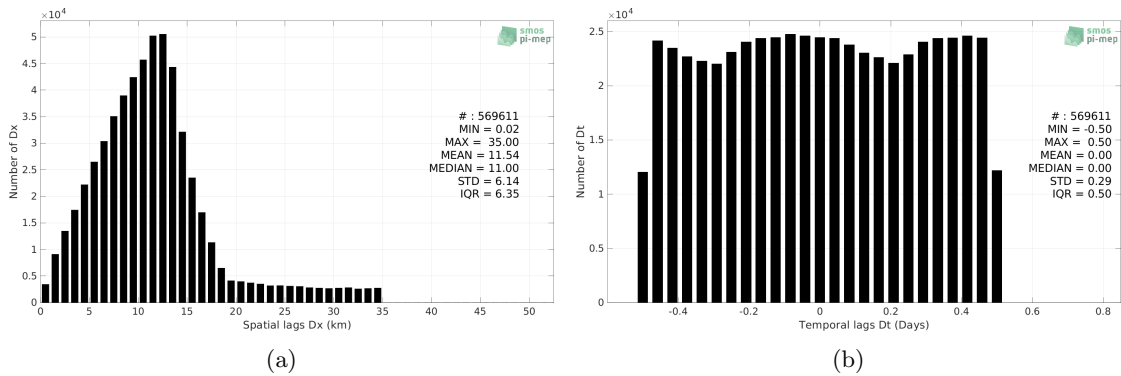 ×10⁴
5
4.5
4
3.5
3
2.5
2
1.5
1
0.5
0
Number of Dx
smos
pi-mep
# : 569611
MIN = 0.02
MAX = 35.00
MEAN = 11.54
MEDIAN = 11.00
STD = 6.14
IQR = 6.35
0 5 10 15 20 25 30 35 40 45 50
Spatial lags Dx (km)
(a)
×10⁴
2.5
2
1.5
1
0.5
0
Number of Dt
smos
pi-mep
# : 569611
MIN = -0.50
MAX = 0.50
MEAN = 0.00
MEDIAN = 0.00
STD = 0.29
IQR = 0.50
-0.4 -0.2 0 0.2 0.4 0.6 0.8
Temporal lags Dt (Days)
(b)